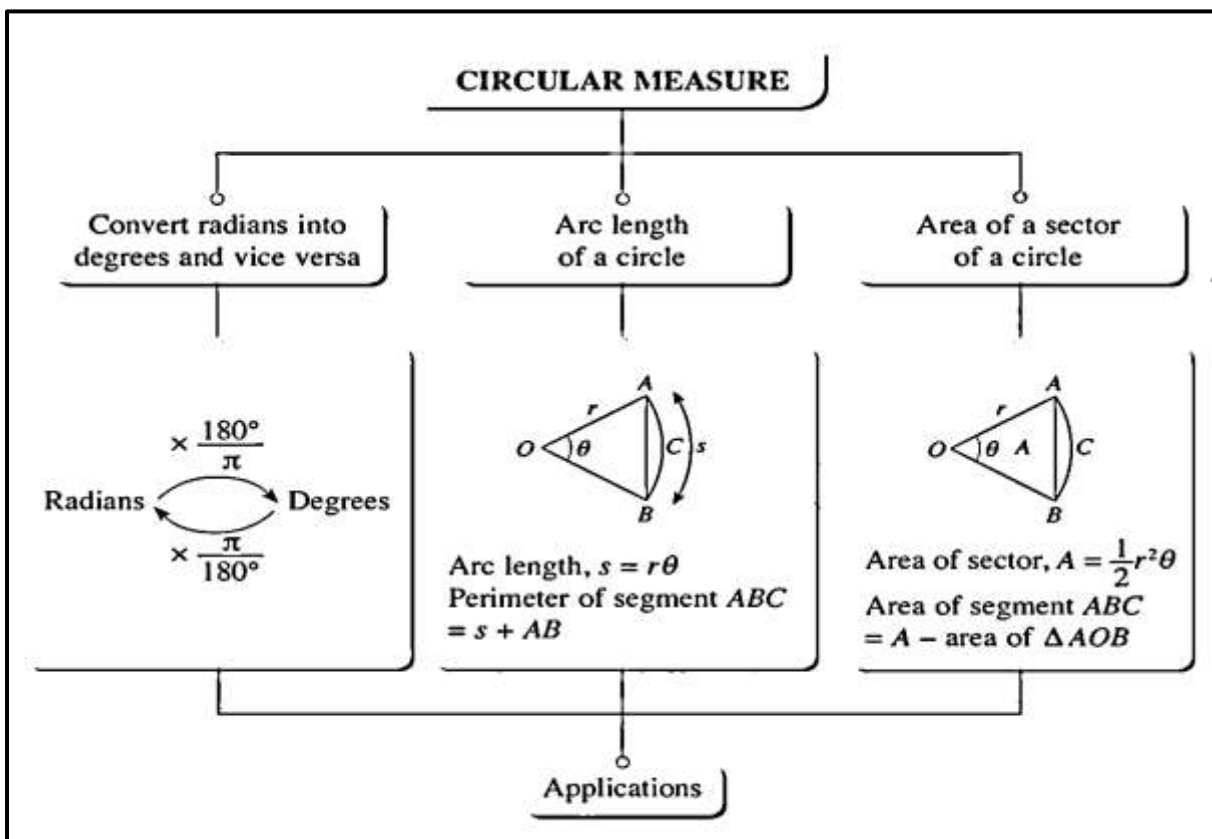 CIRCULAR MEASURE
Convert radians into
degrees and vice versa
Arc length
of a circle
Area of a sector
of a circle
× 180°/π
Radians Degrees
× π/180°
A
r
O θ C s
B
Arc length, s = rθ
Perimeter of segment ABC
= s + AB
A
r
O θ A C
B
Area of sector, A = 1/2 r²θ
Area of segment ABC
= A – area of Δ AOB
Applications